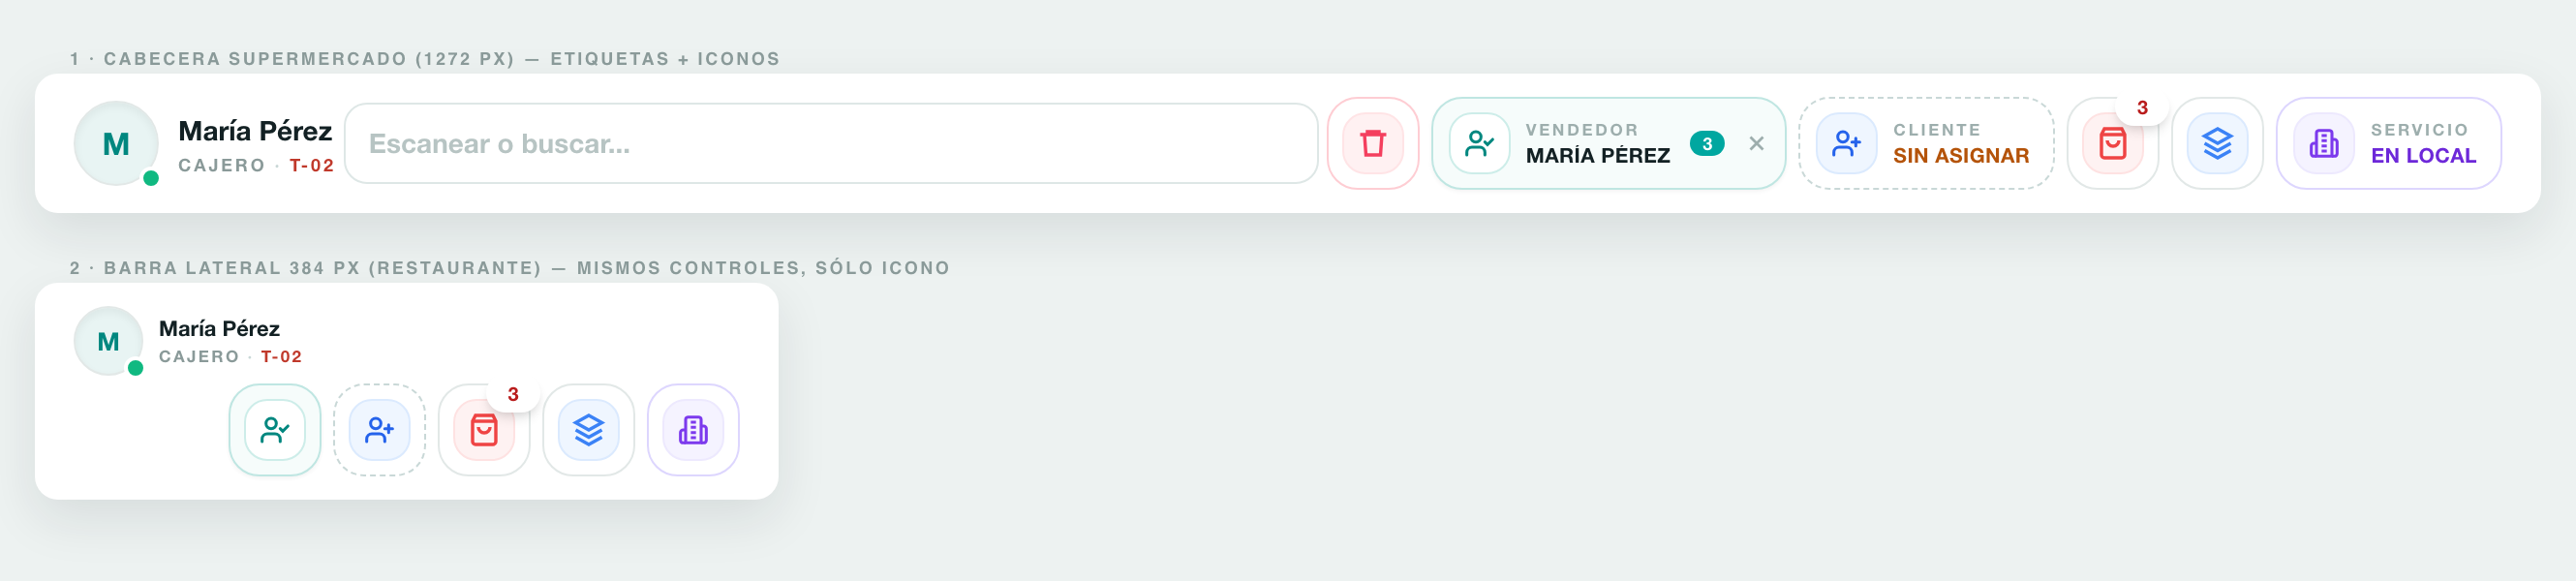 1 · CABECERA SUPERMERCADO (1272 PX) — ETIQUETAS + ICONOS
M
María Pérez
CAJERO · T-02
Escanear o buscar...
VENDEDOR
MARÍA PÉREZ
3
CLIENTE
SIN ASIGNAR
3
SERVICIO
EN LOCAL
2 · BARRA LATERAL 384 PX (RESTAURANTE) — MISMOS CONTROLES, SÓLO ICONO
M
María Pérez
CAJERO · T-02
3